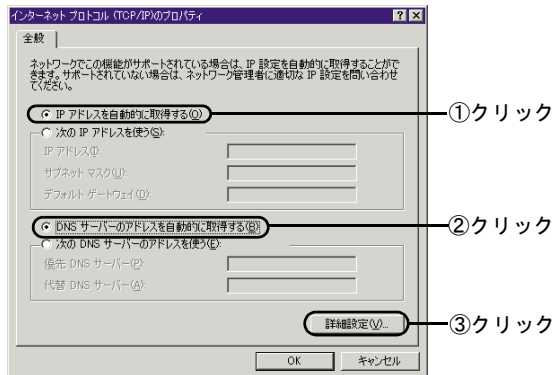 インターネット プロトコル (TCP/IP)のプロパティ
全般
ネットワークでこの機能がサポートされている場合は、IP 設定を自動的に取得することがで
きます。サポートされていない場合は、ネットワーク管理者に適切な IP 設定を問い合わせ
てください。
IP アドレスを自動的に取得する(O)
①クリック
次の IP アドレスを使う(S):
IP アドレス(I):
サブネット マスク(U):
デフォルト ゲートウェイ(D):
DNS サーバーのアドレスを自動的に取得する(B)
②クリック
次の DNS サーバーのアドレスを使う(E):
優先 DNS サーバー(P):
代替 DNS サーバー(A):
詳細設定(V)...
③クリック
OK
キャンセル